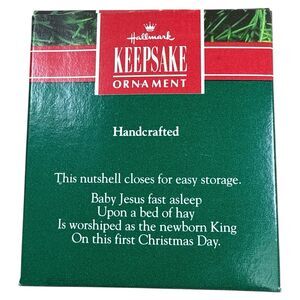 Hallmark
KEEPSAKE
ORNAMENT
Handcrafted
This nutshell closes for easy storage.
Baby Jesus fast asleep
Upon a bed of hay
Is worshiped as the newborn King
On this first Christmas Day.